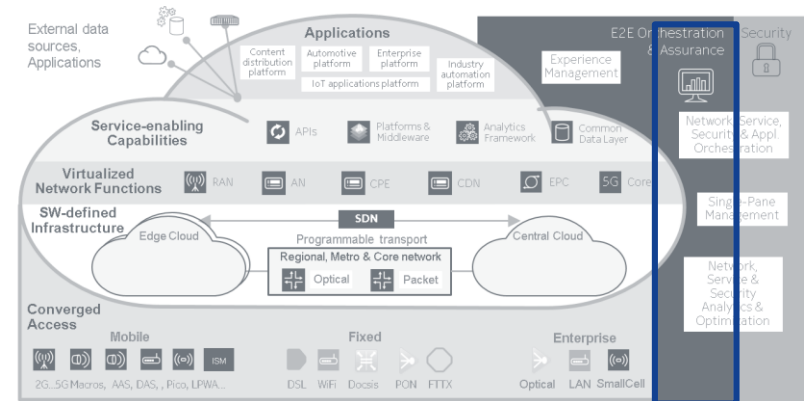 External data
sources,
Applications
Applications
Content
distribution
platform
Automotive
platform
Enterprise
platform
Industry
automation
platform
IoT applications platform
Experience
Management
E2E Orchestration
& Assurance
Security
Service-enabling
Capabilities
APIs
Platforms &
Middleware
Analytics
Framework
Common
Data Layer
Network, Service,
Security & Appl.
Orchestration
Virtualized
Network Functions
RAN
AN
CPE
CDN
EPC
5G
Core
SW-defined
Infrastructure
SDN
Edge Cloud
Programmable transport
Central Cloud
Regional, Metro & Core network
Optical
Packet
Single-Pane
Management
Network,
Service &
Security
Analytics &
Optimization
Converged
Access
Mobile
ISM
2G...5G Macros, AAS, DAS, , Pico, LPWA...
Fixed
DSL WiFi Docsis PON FTTX
Enterprise
Optical LAN SmallCell